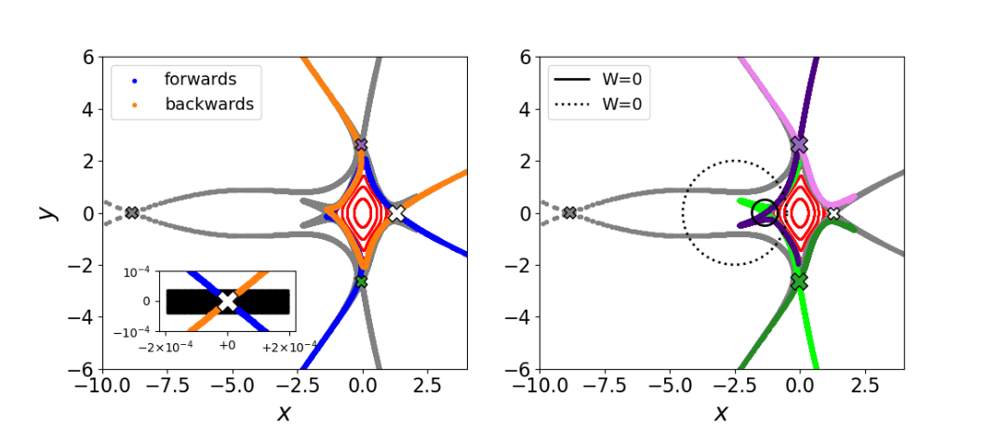 6
4
2
0
−2
−4
−6
y
forwards
backwards
10⁻⁴
0
−10⁻⁴
−2×10⁻⁴ +0 +2×10⁻⁴
−10.0 −7.5 −5.0 −2.5 0.0 2.5
x
6
4
2
0
−2
−4
−6
W=0
W=0
−10.0 −7.5 −5.0 −2.5 0.0 2.5
x